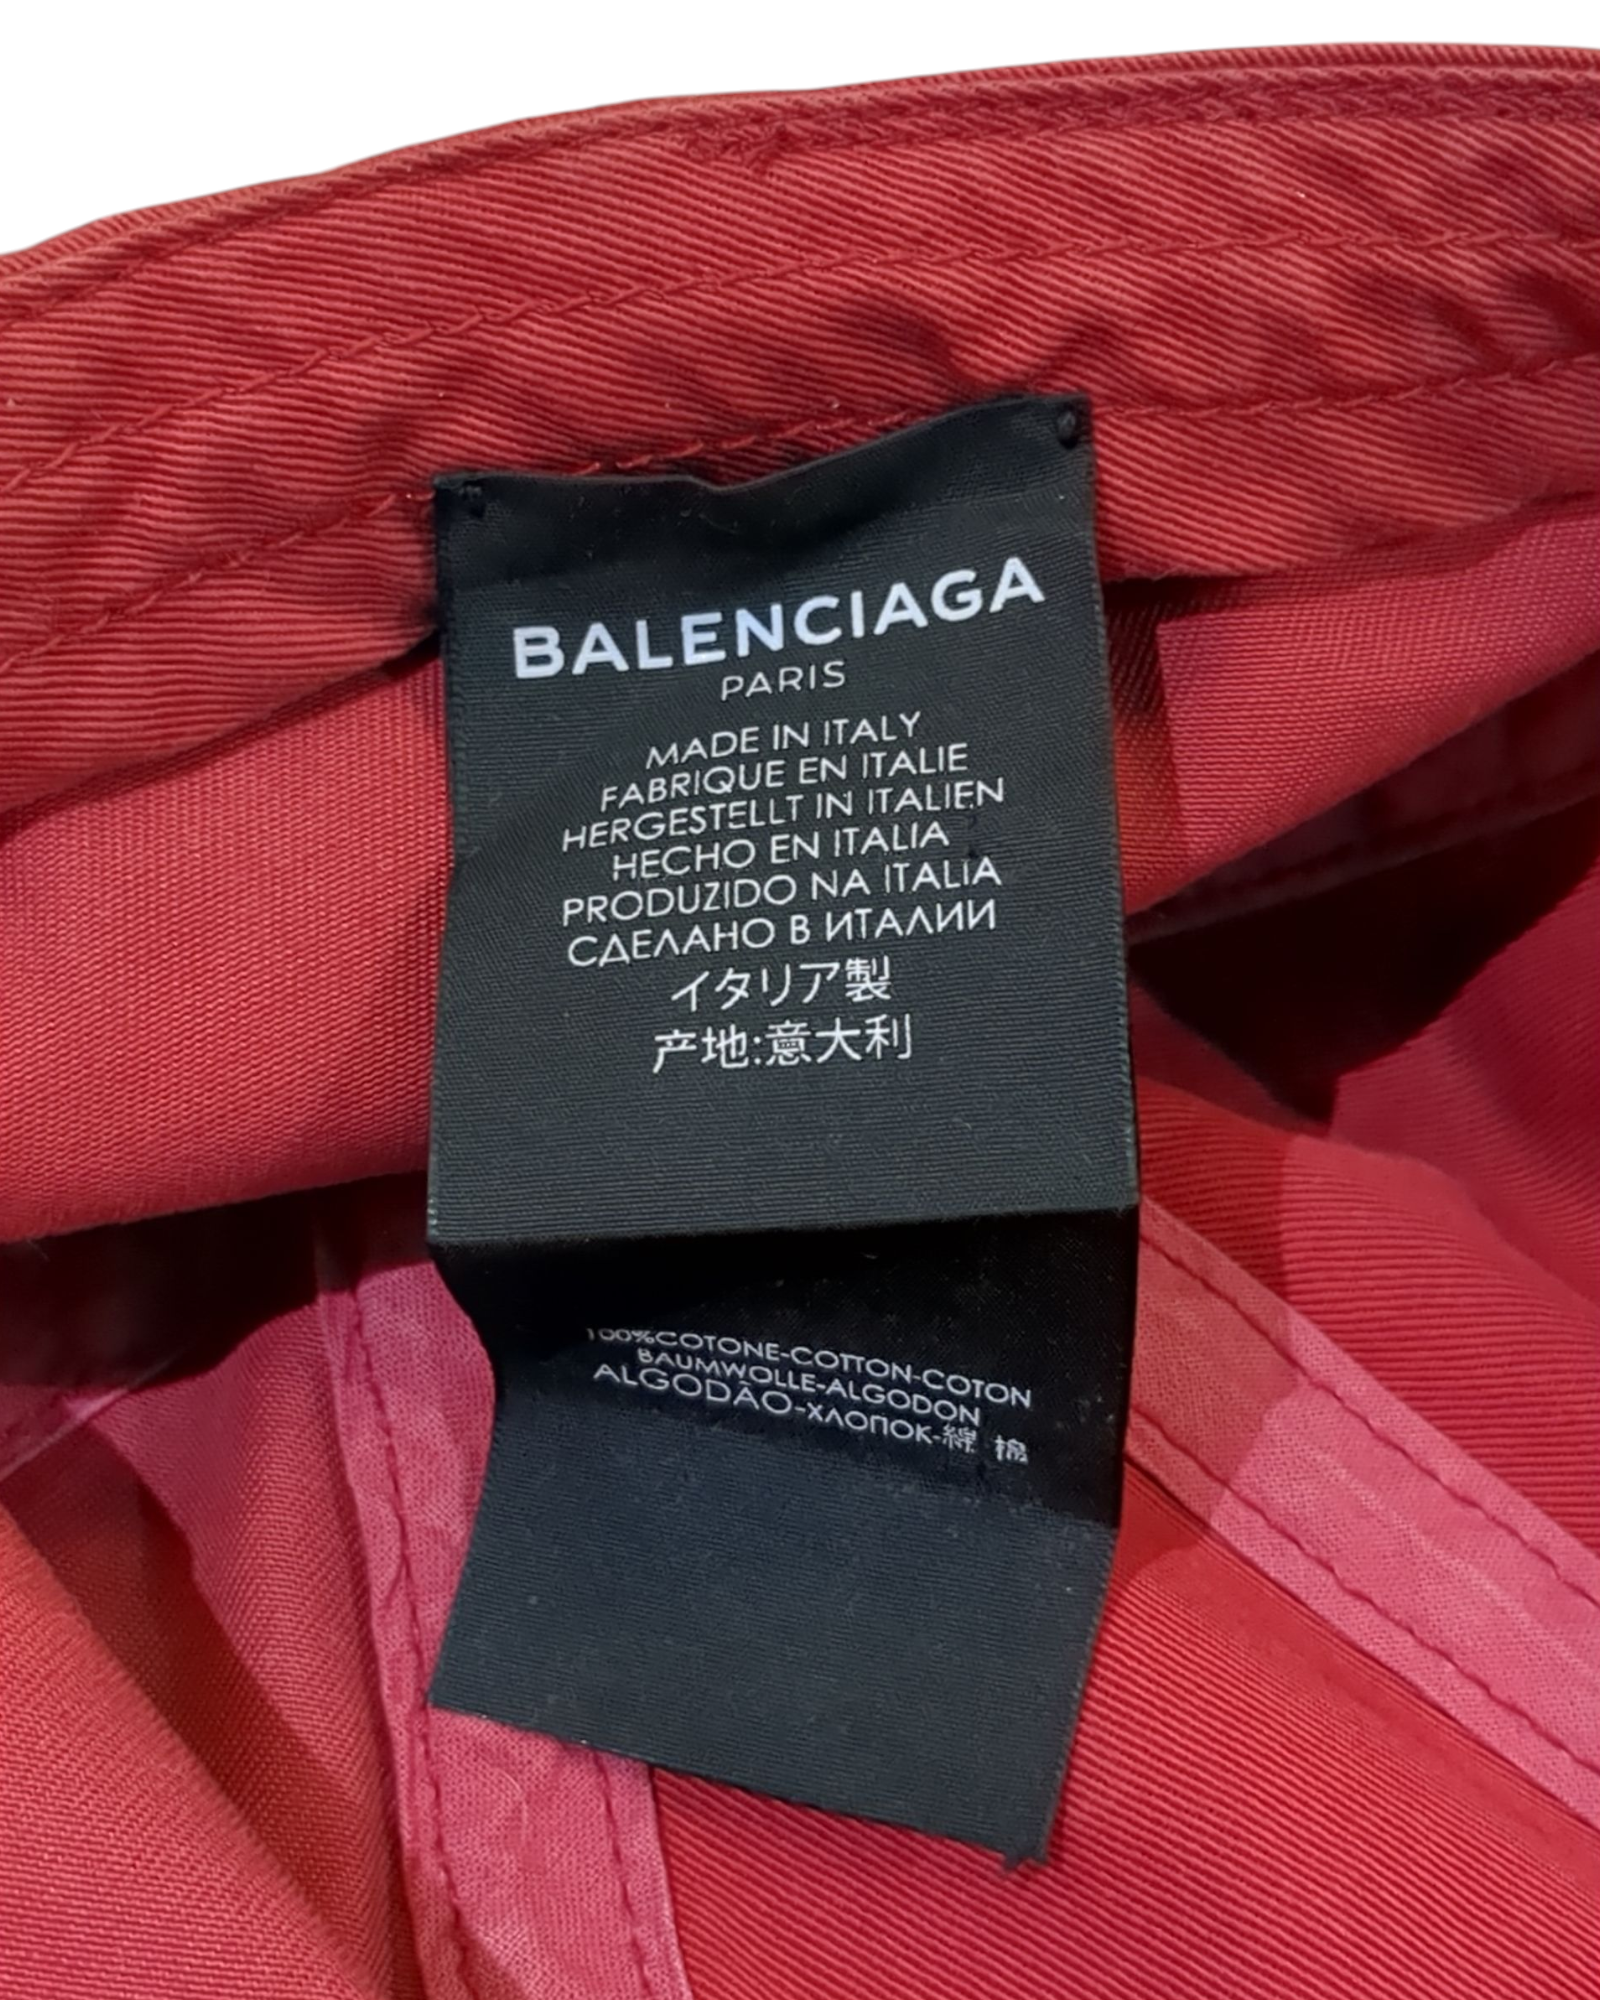 BALENCIAGA
PARIS
MADE IN ITALY
FABRIQUE EN ITALIE
HERGESTELLT IN ITALIEN
HECHO EN ITALIA
PRODUZIDO NA ITALIA
СДЕЛАНО В ИТАЛИИ
イタリア製
产地:意大利
100%COTONE-COTTON-COTON
BAUMWOLLE-ALGODON
ALGODÃO-ХЛОПОК-綿 棉